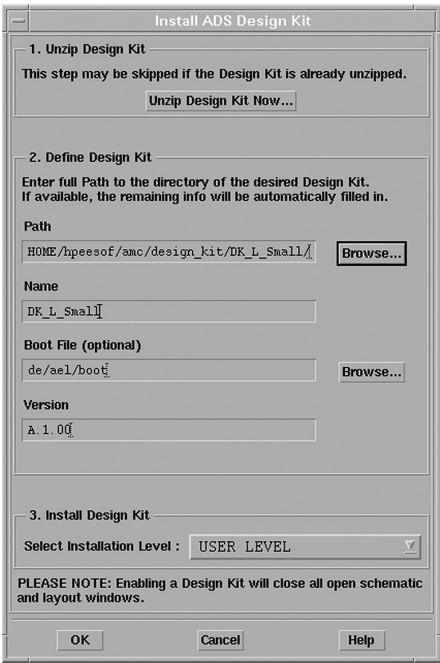 Install ADS Design Kit
1. Unzip Design Kit
This step may be skipped if the Design Kit is already unzipped.
Unzip Design Kit Now...
2. Define Design Kit
Enter full Path to the directory of the desired Design Kit.
If available, the remaining info will be automatically filled in.
Path
HOME/hpeesof/amc/design_kit/DK_L_Small/
Browse...
Name
DK_L_Small
Boot File (optional)
de/ael/boot
Browse...
Version
A.1.00
3. Install Design Kit
Select Installation Level : USER LEVEL
PLEASE NOTE: Enabling a Design Kit will close all open schematic
and layout windows.
OK Cancel Help